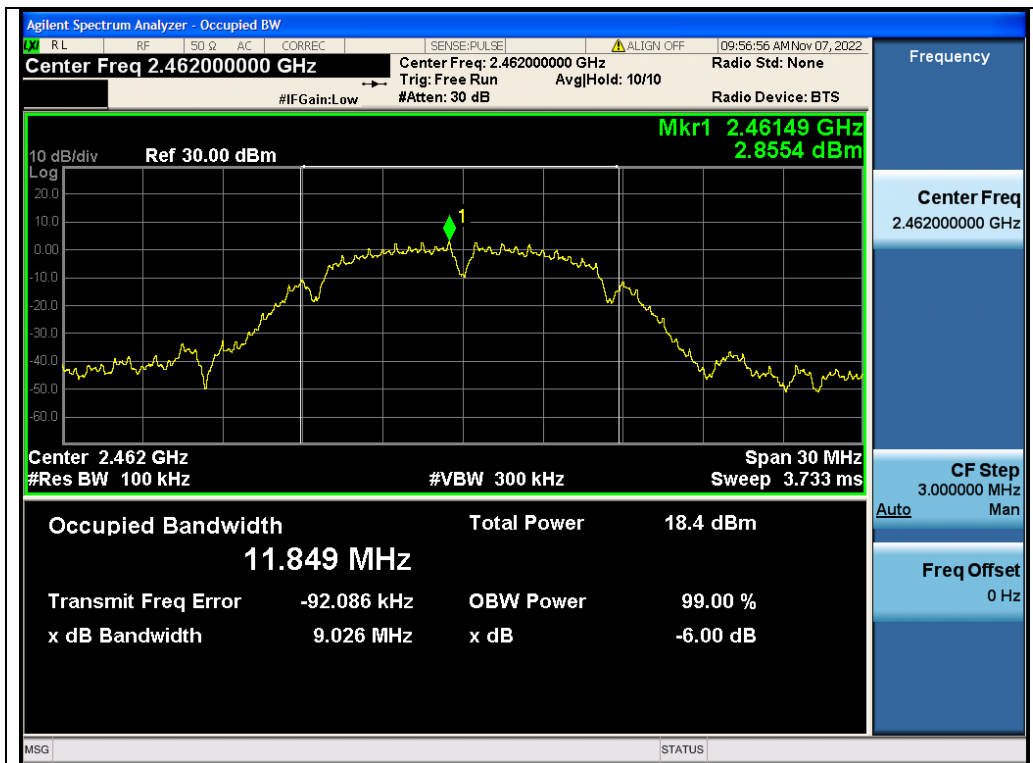 Agilent Spectrum Analyzer - Occupied BW
LXI RL RF 50 Ω AC CORREC SENSE:PULSE ALIGN OFF 09:56:56 AM Nov 07, 2022
Center Freq 2.462000000 GHz
Center Freq: 2.462000000 GHz Radio Std: None
Trig: Free Run Avg|Hold: 10/10
#IFGain:Low #Atten: 30 dB Radio Device: BTS
Mkr1 2.46149 GHz
2.8554 dBm
10 dB/div Ref 30.00 dBm
Log
20.0
10.0
1
0.00
-10.0
-20.0
-30.0
-40.0
-50.0
-60.0
Center 2.462 GHz Span 30 MHz
#Res BW 100 kHz #VBW 300 kHz Sweep 3.733 ms
Occupied Bandwidth Total Power 18.4 dBm
11.849 MHz
Transmit Freq Error -92.086 kHz OBW Power 99.00 %
x dB Bandwidth 9.026 MHz x dB -6.00 dB
MSG STATUS
Frequency
Center Freq
2.462000000 GHz
CF Step
3.000000 MHz
Auto Man
Freq Offset
0 Hz